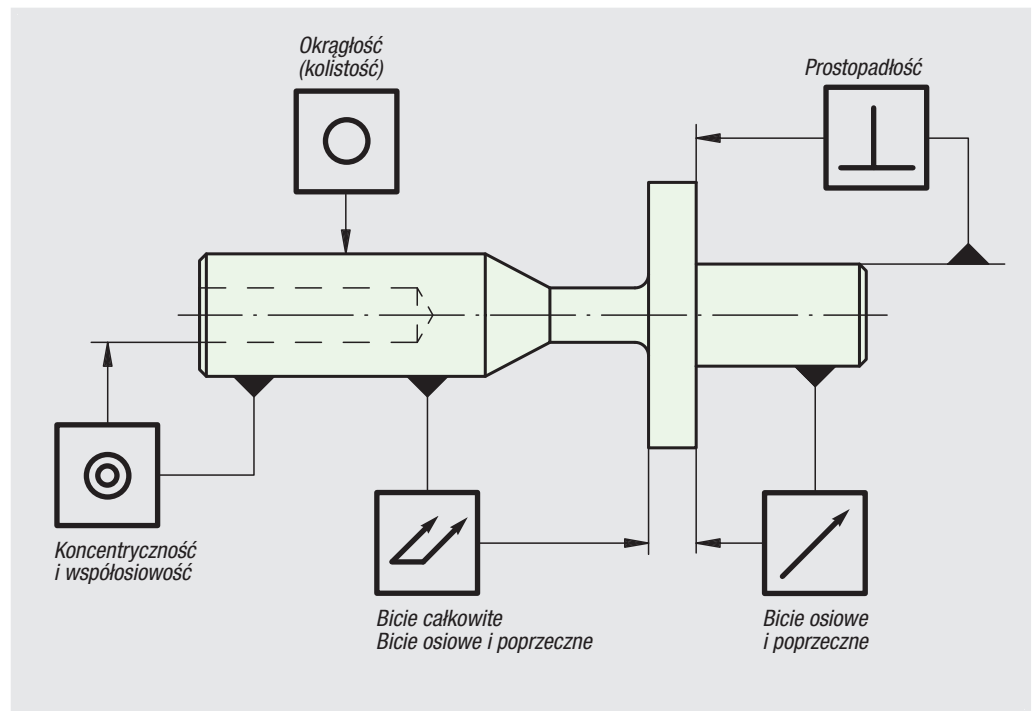 Okrągłość
(kolistość)
Prostopadłość
Koncentryczność
i współosiowość
Bicie całkowite
Bicie osiowe i poprzeczne
Bicie osiowe
i poprzeczne